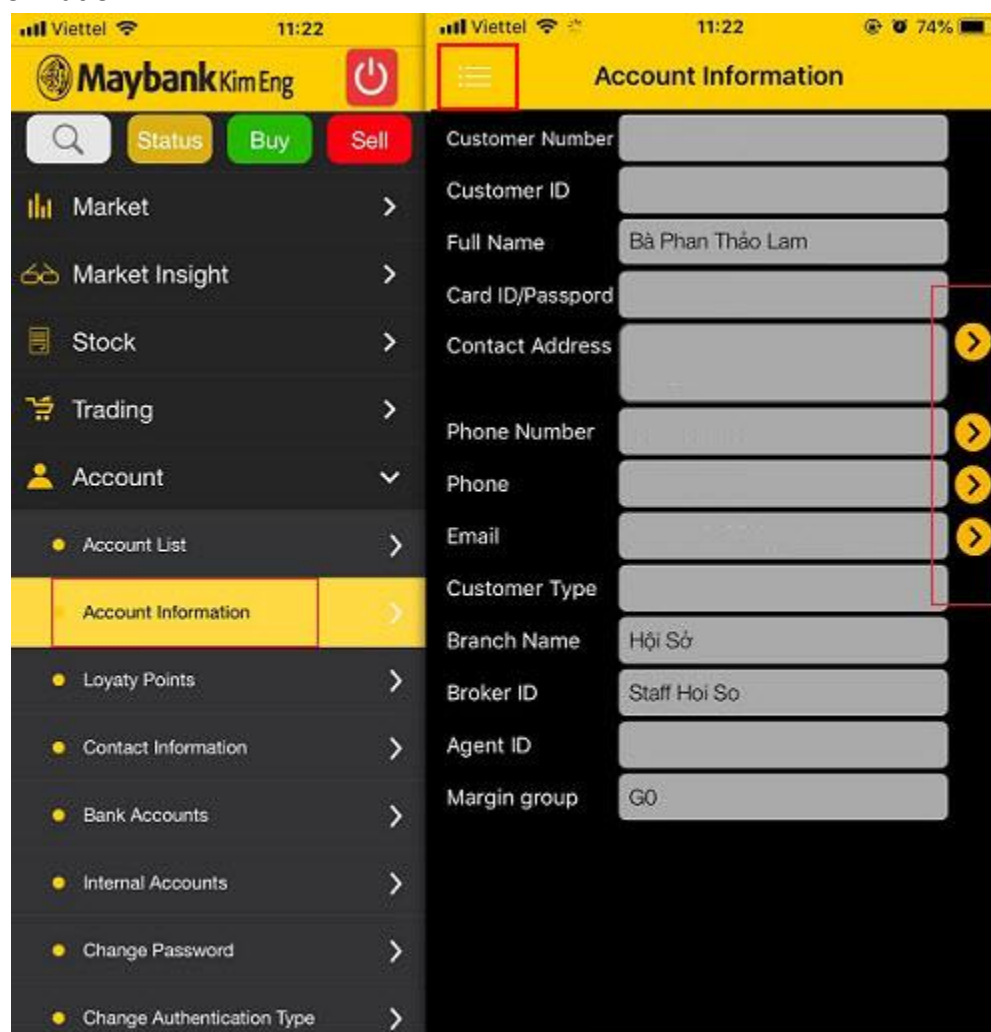 Viettel 11:22
Maybank Kim Eng
Status Buy Sell
Market
Market Insight
Stock
Trading
Account
Account List
Account Information
Loyaty Points
Contact Information
Bank Accounts
Internal Accounts
Change Password
Change Authentication Type
Viettel 11:22 74%
Account Information
Customer Number
Customer ID
Full Name Bà Phan Thảo Lam
Card ID/Passpord
Contact Address
Phone Number
Phone
Email
Customer Type
Branch Name Hội Sở
Broker ID Staff Hoi So
Agent ID
Margin group G0